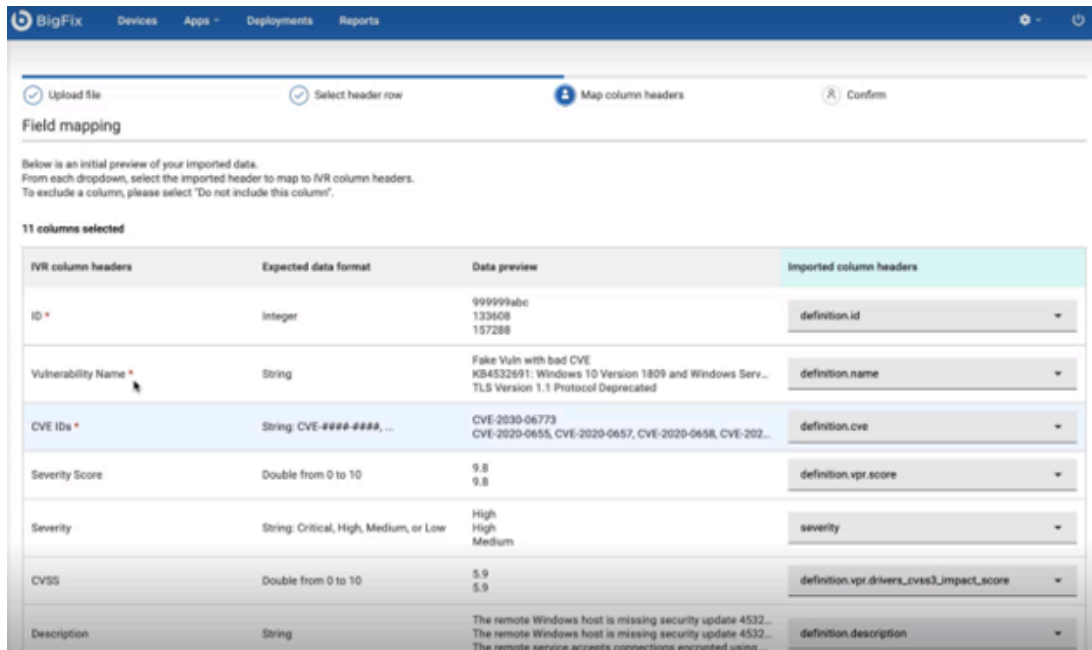 BigFix Devices Apps Deployments Reports
Upload file Select header row Map column headers Confirm
Field mapping
Below is an initial preview of your imported data.
From each dropdown, select the imported header to map to IVR column headers.
To exclude a column, please select "Do not include this column".
11 columns selected
IVR column headers Expected data format Data preview Imported column headers
ID * Integer 999999abc definition.id
133608
157288
Vulnerability Name * String Fake Vuln with bad CVE definition.name
KB4532691: Windows 10 Version 1809 and Windows Serv...
TLS Version 1.1 Protocol Deprecated
CVE IDs * String: CVE-####-####, ... CVE-2030-06773 definition.cve
CVE-2020-0655, CVE-2020-0657, CVE-2020-0658, CVE-202...
Severity Score Double from 0 to 10 9.8 definition.vpr.score
9.8
Severity String: Critical, High, Medium, or Low High severity
High
Medium
CVSS Double from 0 to 10 5.9 definition.vpr.drivers_cvss3_impact_score
5.9
Description String The remote Windows host is missing security update 4532... definition.description
The remote Windows host is missing security update 4532...
The remote service accepts connections encrypted using ...